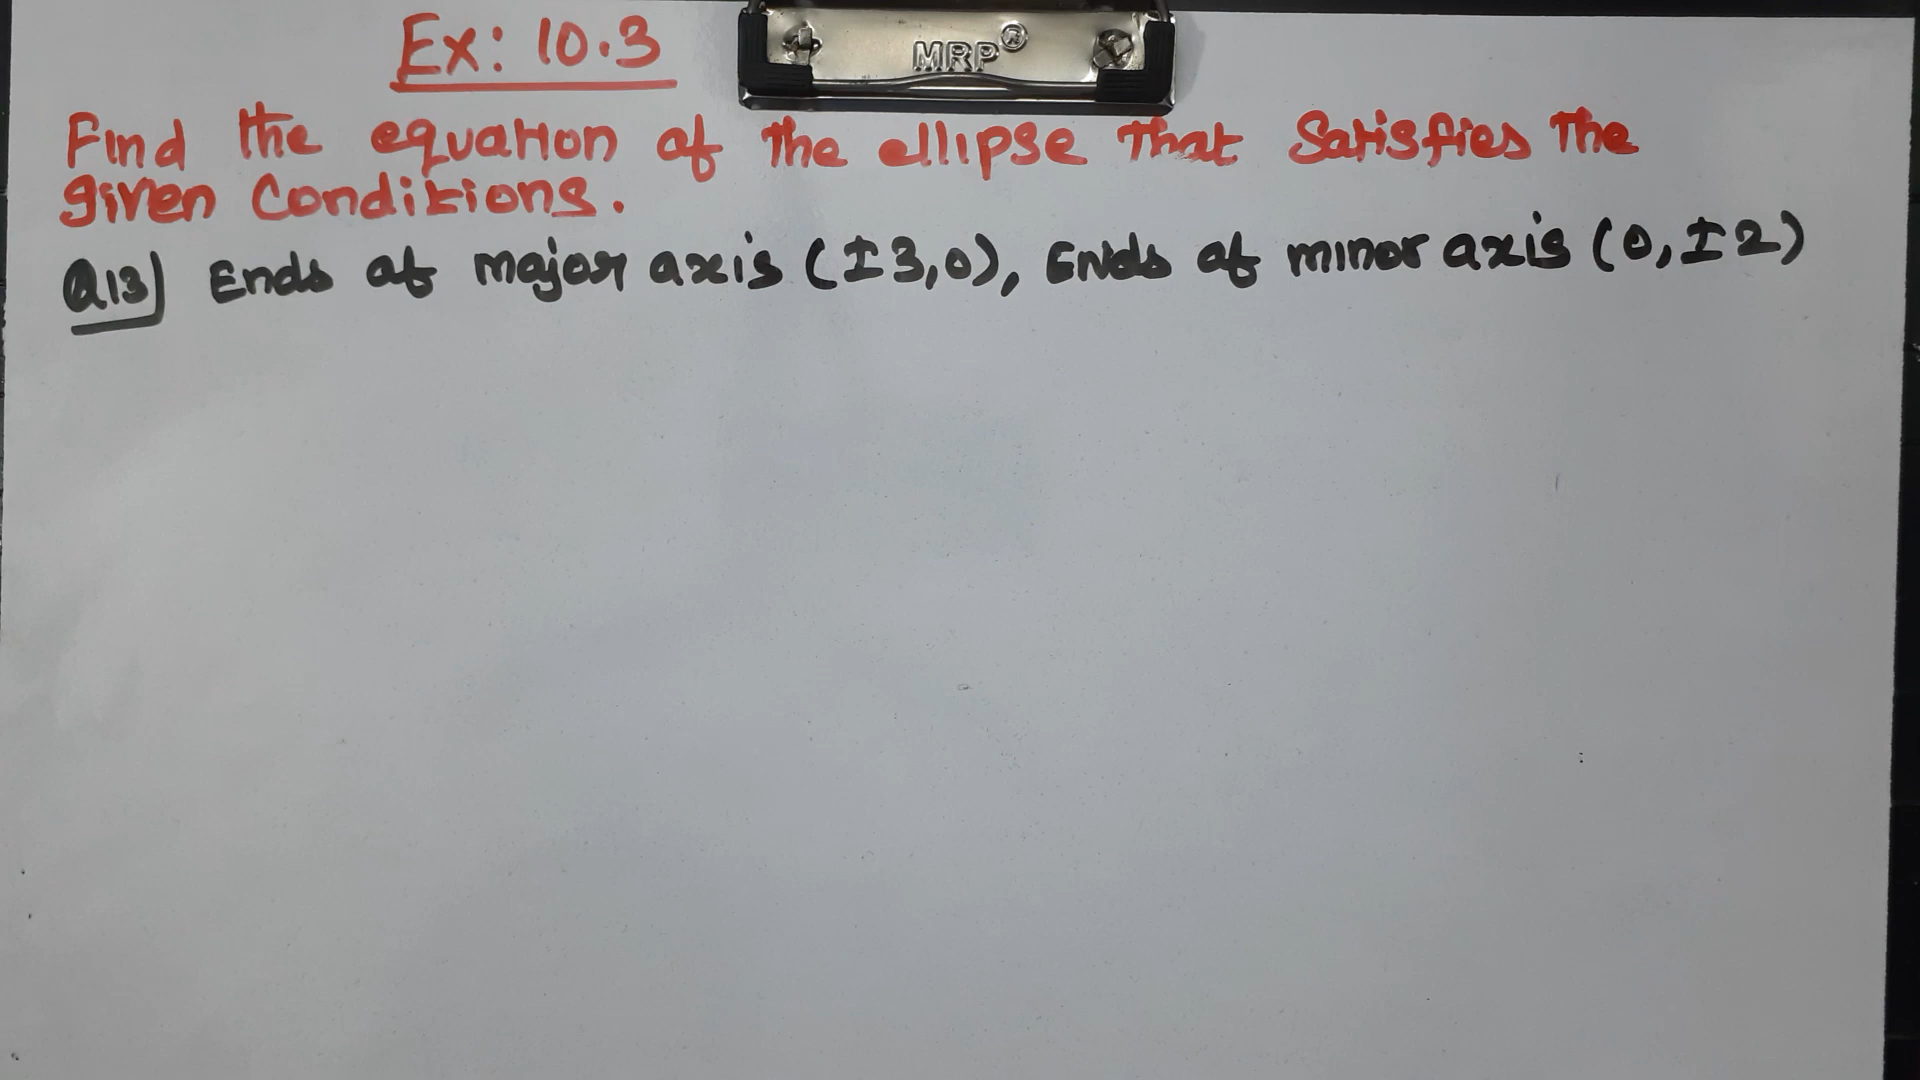 Ex: 10.3
MRP®
Find the equation of the ellipse that Satisfies the
given Conditions.
Q13) Ends of major axis (±3,0), Ends of minor axis (0,±2)